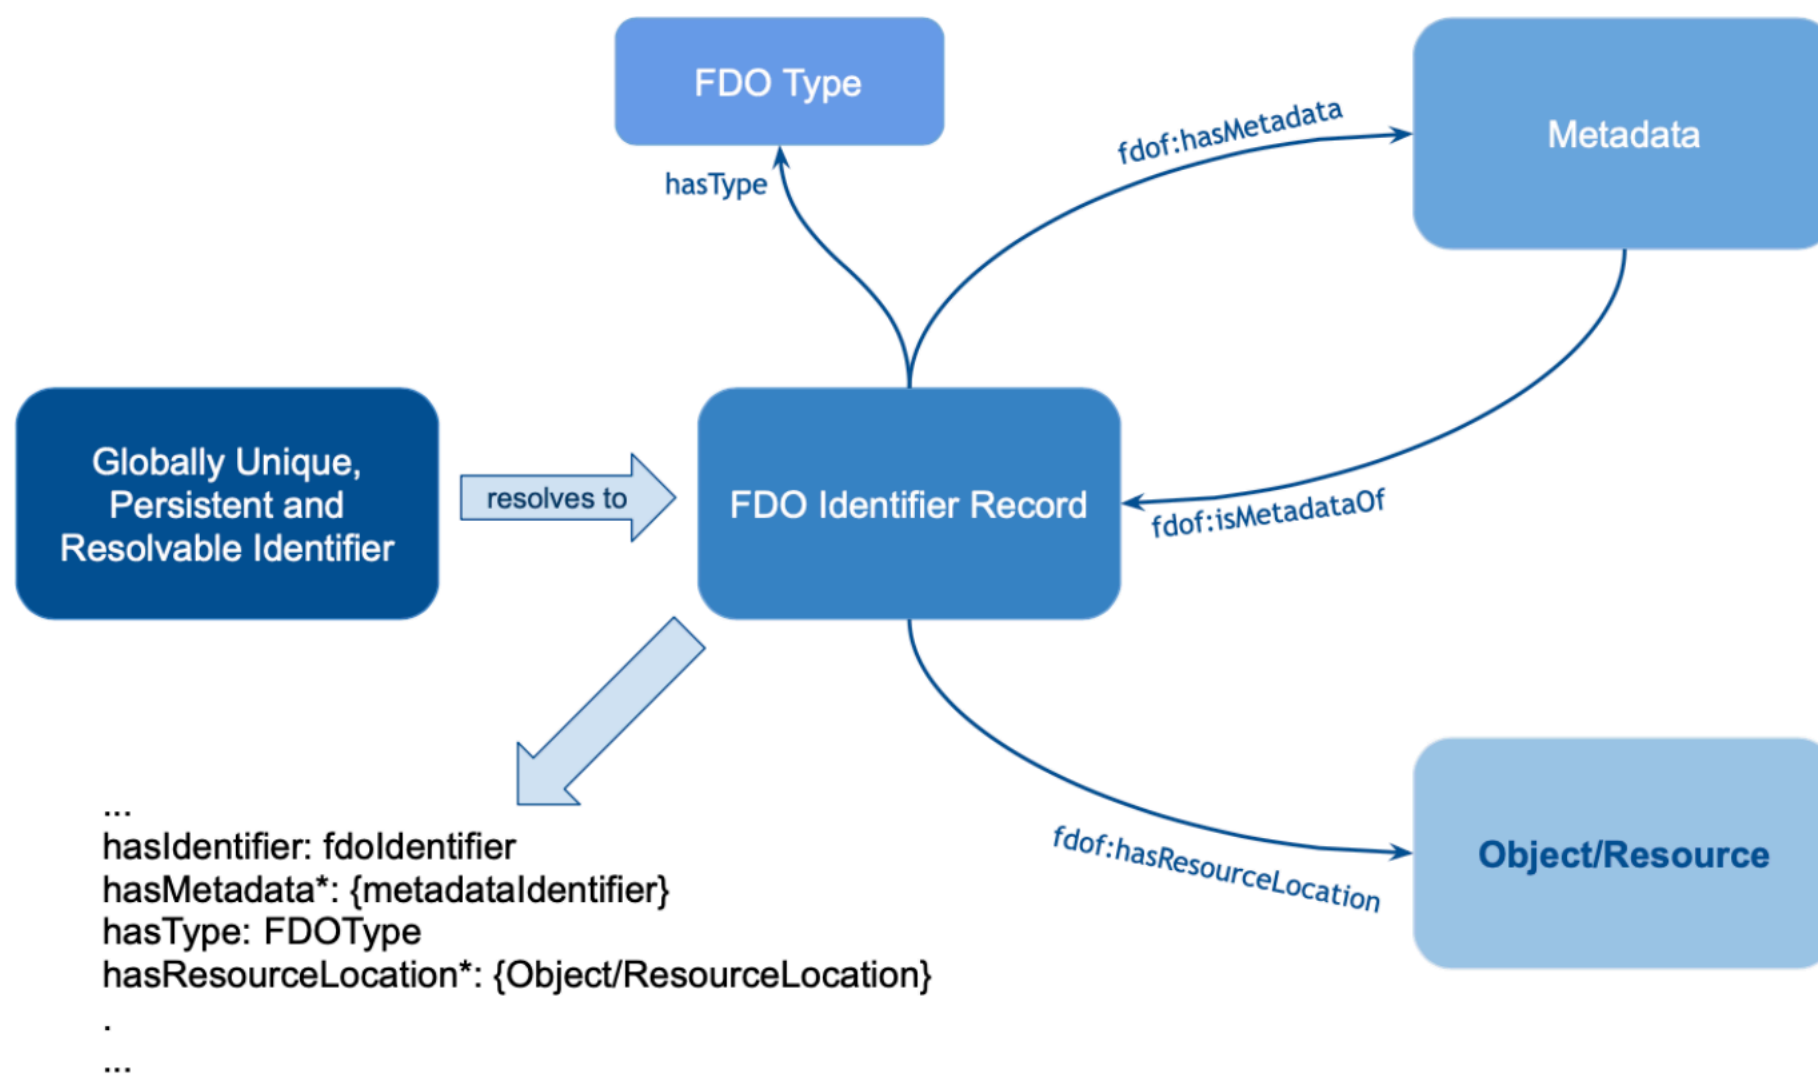 FDO Type
Metadata
fdof:hasMetadata
hasType
Globally Unique,
Persistent and
Resolvable Identifier
resolves to
FDO Identifier Record
fdof:isMetadataOf
fdof:hasResourceLocation
Object/Resource
...
hasIdentifier: fdoIdentifier
hasMetadata*: {metadataIdentifier}
hasType: FDOType
hasResourceLocation*: {Object/ResourceLocation}
.
...